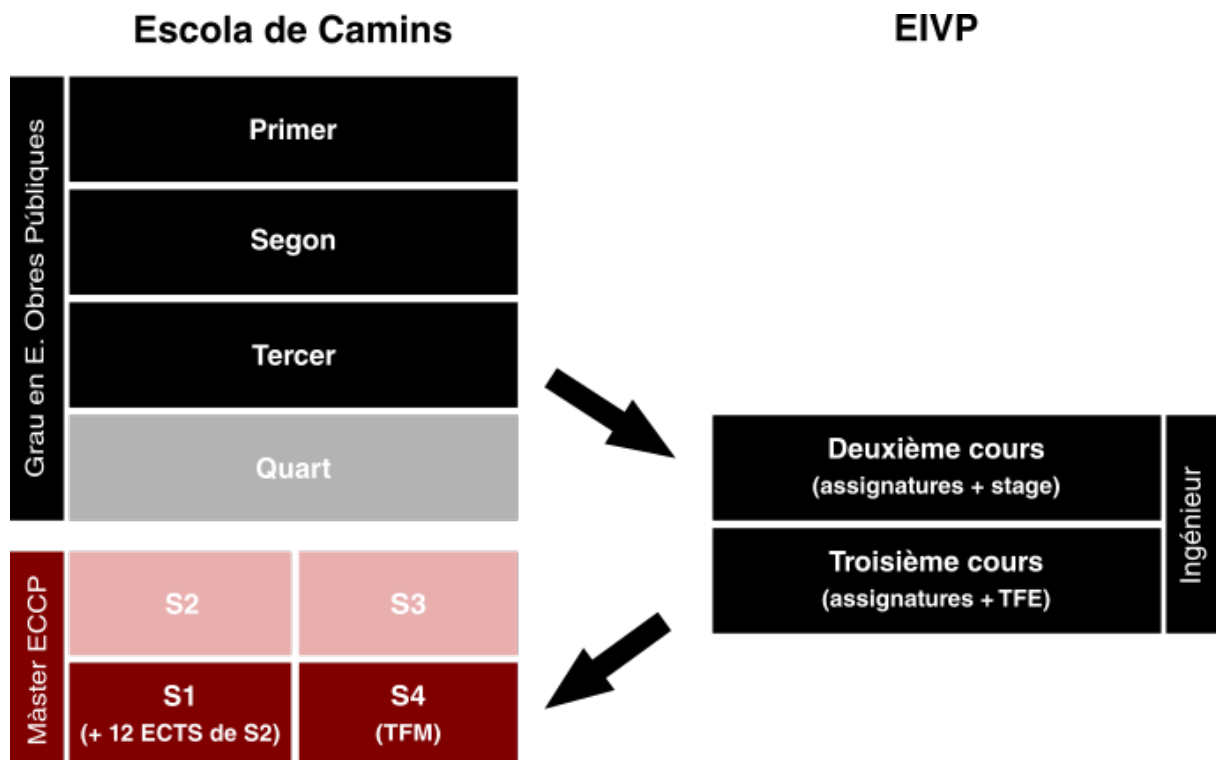 Escola de Camins
EIVP
Grau en E. Obres Públiques
Primer
Segon
Tercer
Quart
Deuxième cours
(assignatures + stage)
Troisième cours
(assignatures + TFE)
Ingénieur
Màster ECCP
S2
S3
S1
(+ 12 ECTS de S2)
S4
(TFM)